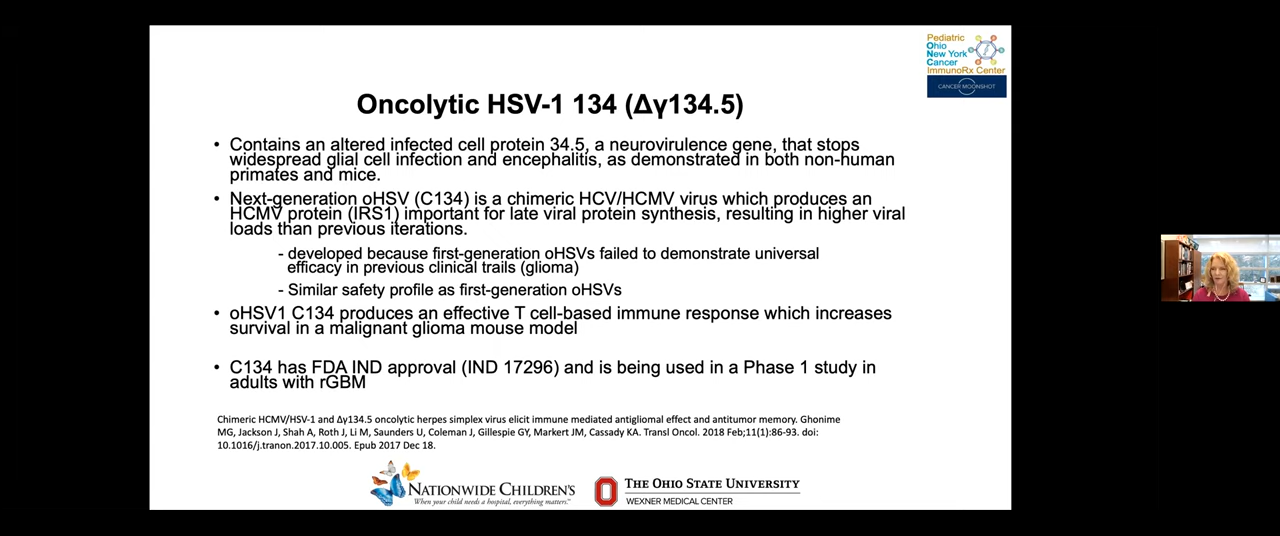 Pediatric
Ohio
New York
Cancer
ImmunoRx Center
CANCER MOONSHOT
Oncolytic HSV-1 134 (Δγ134.5)
• Contains an altered infected cell protein 34.5, a neurovirulence gene, that stops
widespread glial cell infection and encephalitis, as demonstrated in both non-human
primates and mice.
• Next-generation oHSV (C134) is a chimeric HCV/HCMV virus which produces an
HCMV protein (IRS1) important for late viral protein synthesis, resulting in higher viral
loads than previous iterations.
- developed because first-generation oHSVs failed to demonstrate universal
efficacy in previous clinical trails (glioma)
- Similar safety profile as first-generation oHSVs
• oHSV1 C134 produces an effective T cell-based immune response which increases
survival in a malignant glioma mouse model
• C134 has FDA IND approval (IND 17296) and is being used in a Phase 1 study in
adults with rGBM
Chimeric HCMV/HSV-1 and Δγ134.5 oncolytic herpes simplex virus elicit immune mediated antigliomal effect and antitumor memory. Ghonime
MG, Jackson J, Shah A, Roth J, Li M, Saunders U, Coleman J, Gillespie GY, Markert JM, Cassady KA. Transl Oncol. 2018 Feb;11(1):86-93. doi:
10.1016/j.tranon.2017.10.005. Epub 2017 Dec 18.
NATIONWIDE CHILDREN'S
When your child needs a hospital, everything matters.™
THE OHIO STATE UNIVERSITY
WEXNER MEDICAL CENTER